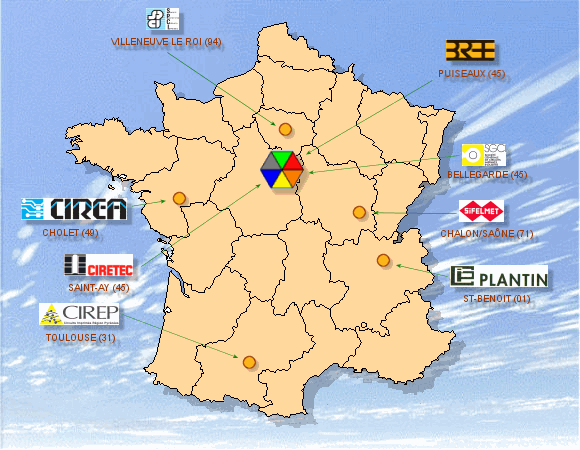 VILLENEUVE LE ROI (94)
BREE
PUISEAUX (45)
SGC
BELLEGARDE (45)
CIREA
CHOLET (49)
SiFELMET
CHALON/SAÔNE (71)
CIRETEC
SAINT-AY (45)
PLANTIN
ST-BENOIT (01)
CIREP
TOULOUSE (31)